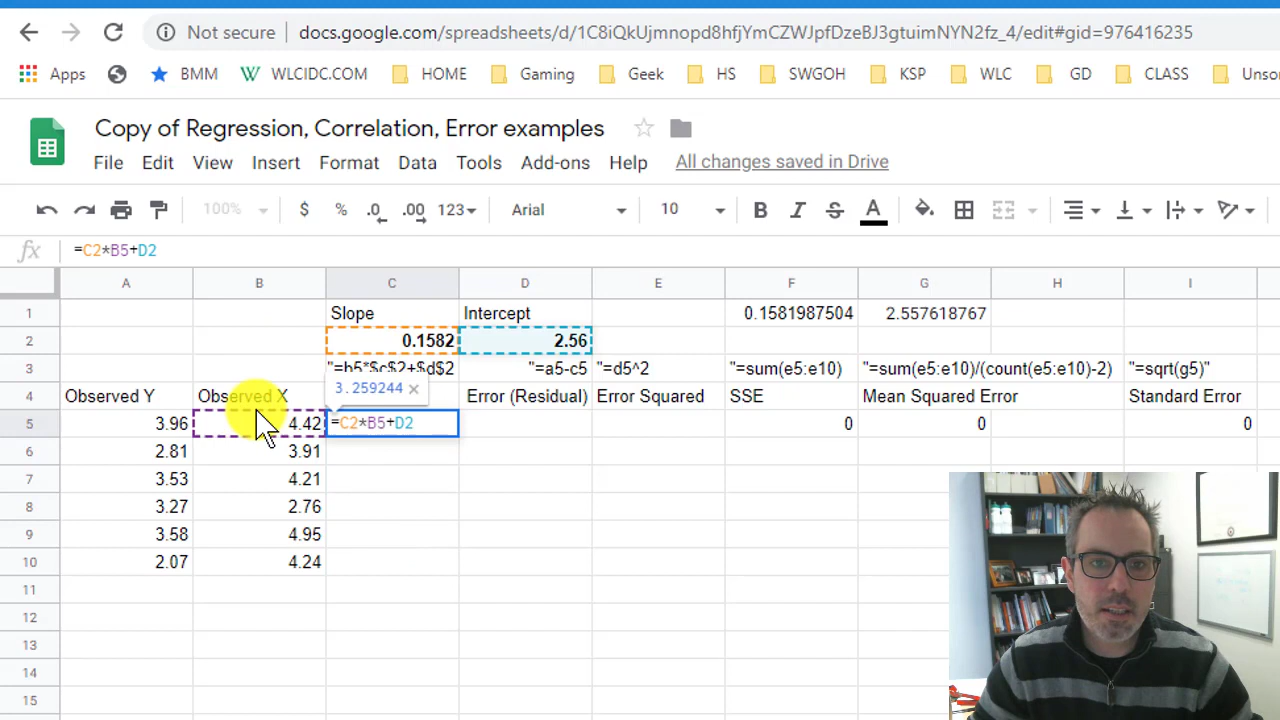 Not secure docs.google.com/spreadsheets/d/1C8iQkUjmnopd8hfjYmCZWJpfDzeBJ3gtuimNYN2fz_4/edit#gid=976416235
Apps BMM WLCIDC.COM HOME Gaming Geek HS SWGOH KSP WLC GD CLASS Unsor
Copy of Regression, Correlation, Error examples
File Edit View Insert Format Data Tools Add-ons Help All changes saved in Drive
100% $ % .0 .00 123 Arial 10 B I S A
fx =C2*B5+D2
A B C D E F G H I
1 Slope Intercept 0.1581987504 2.557618767
2 0.1582 2.56
3 "=b5*$c$2+$d$2 "=a5-c5 "=d5^2 "=sum(e5:e10) "=sum(e5:e10)/(count(e5:e10)-2) "=sqrt(g5)"
3.259244 ×
4 Observed Y Observed X Error (Residual) Error Squared SSE Mean Squared Error Standard Error
5 3.96 4.42 =C2*B5+D2 0 0 0
6 2.81 3.91
7 3.53 4.21
8 3.27 2.76
9 3.58 4.95
10 2.07 4.24
11
12
13
14
15